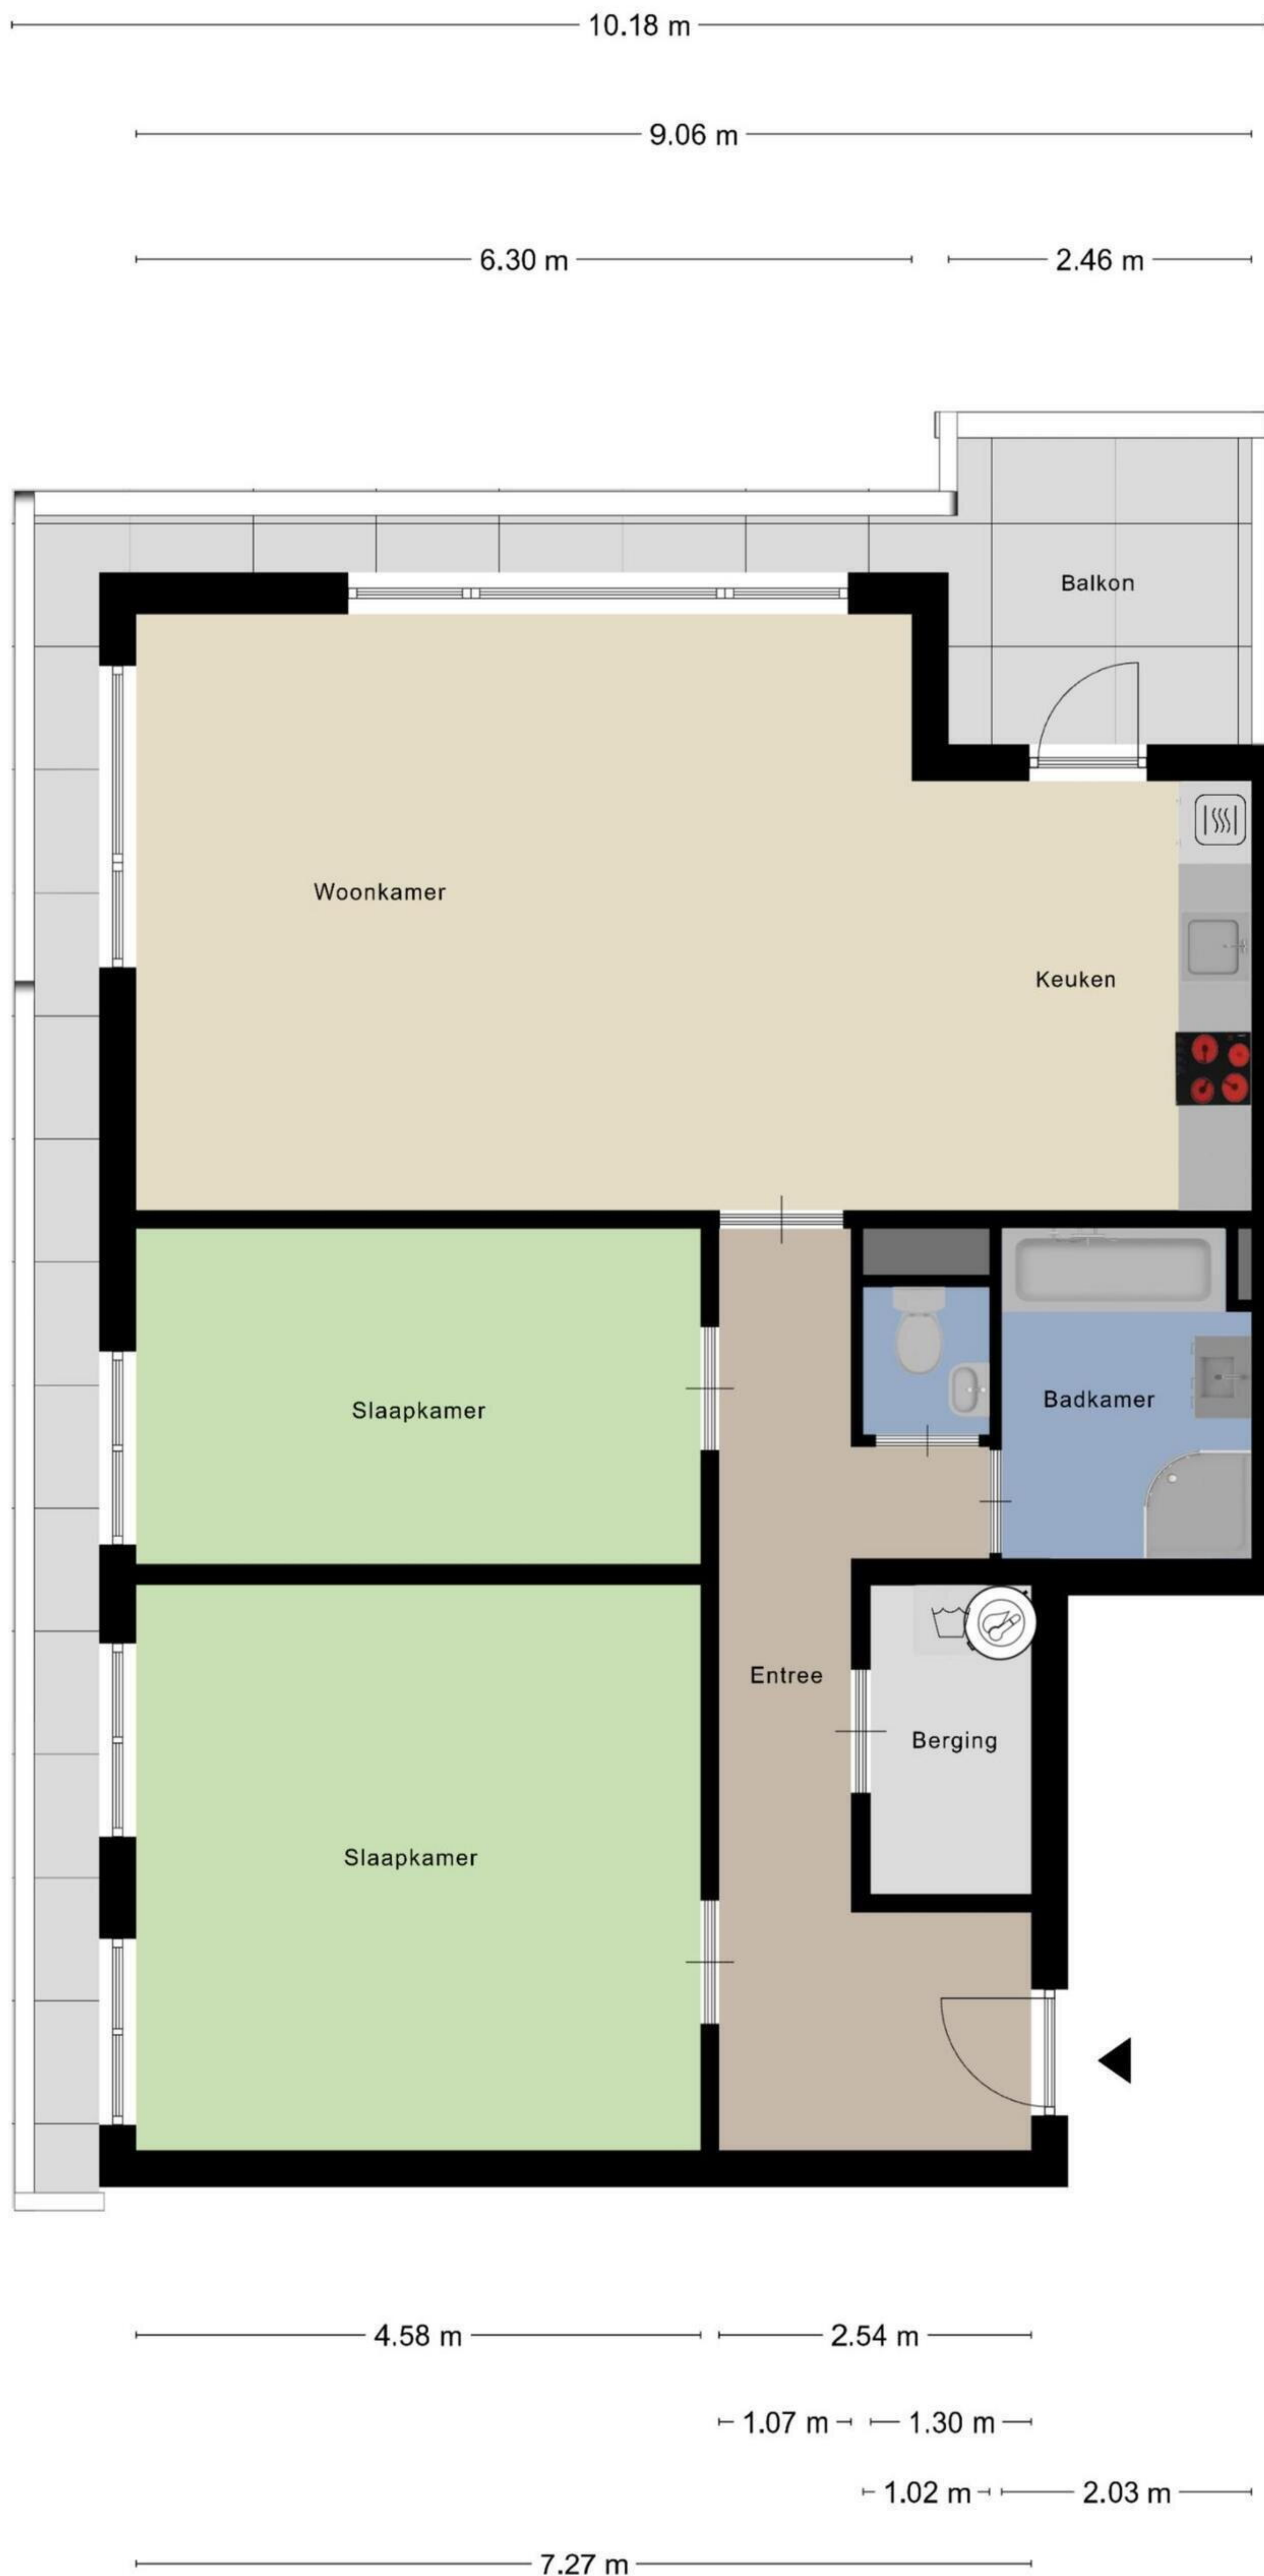 10.18 m
9.06 m
6.30 m
2.46 m
Balkon
Woonkamer
Keuken
Slaapkamer
Badkamer
Entree
Berging
Slaapkamer
4.58 m
2.54 m
1.07 m
1.30 m
1.02 m
2.03 m
7.27 m